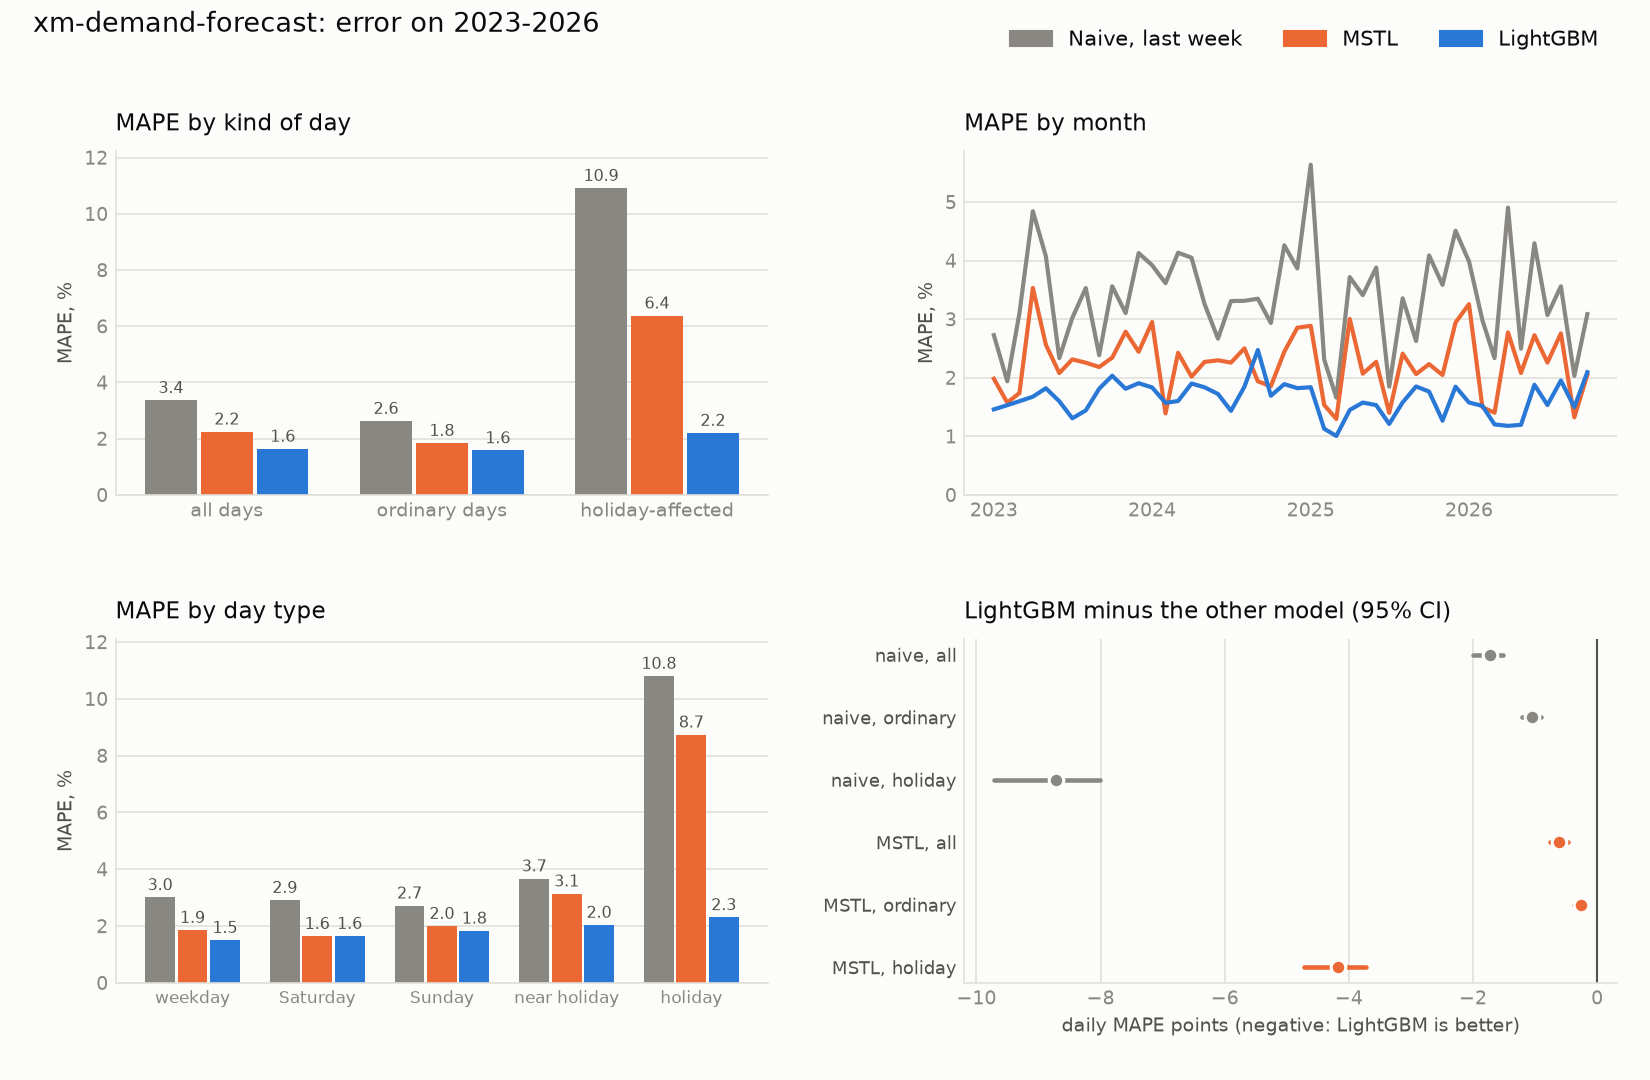 xm-demand-forecast: error on 2023-2026
Naive, last week
MSTL
LightGBM
MAPE by kind of day
MAPE, %
12
10
8
6
4
2
0
3.4
2.2
1.6
2.6
1.8
1.6
10.9
6.4
2.2
all days
ordinary days
holiday-affected
MAPE by month
MAPE, %
5
4
3
2
1
0
2023
2024
2025
2026
MAPE by day type
MAPE, %
12
10
8
6
4
2
0
3.0
1.9
1.5
2.9
1.6
1.6
2.7
2.0
1.8
3.7
3.1
2.0
10.8
8.7
2.3
weekday
Saturday
Sunday
near holiday
holiday
LightGBM minus the other model (95% CI)
naive, all
naive, ordinary
naive, holiday
MSTL, all
MSTL, ordinary
MSTL, holiday
−10
−8
−6
−4
−2
0
daily MAPE points (negative: LightGBM is better)